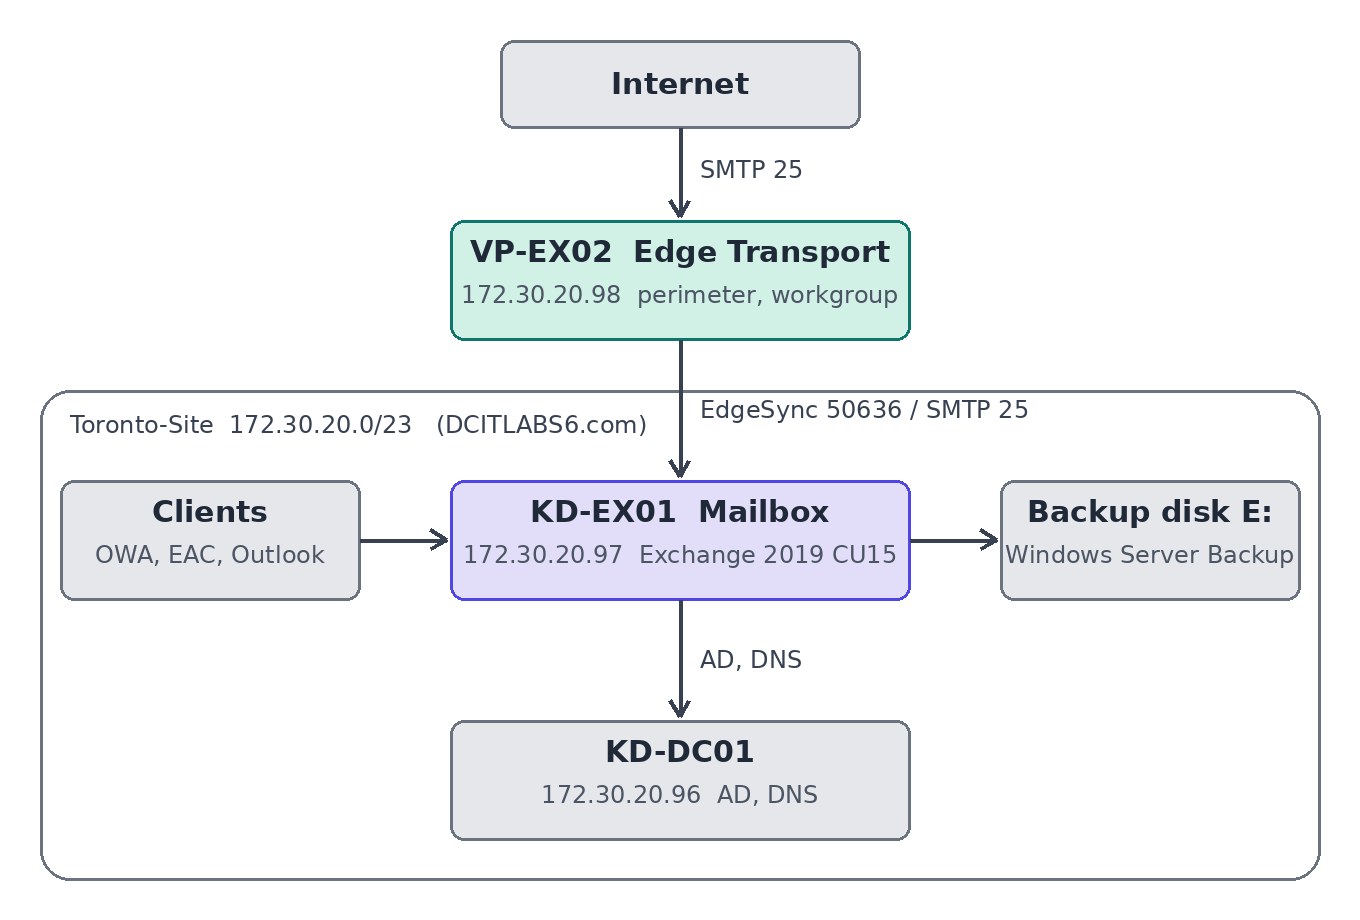 Internet
SMTP 25
VP-EX02 Edge Transport
172.30.20.98 perimeter, workgroup
EdgeSync 50636 / SMTP 25
Toronto-Site 172.30.20.0/23 (DCITLABS6.com)
Clients
OWA, EAC, Outlook
KD-EX01 Mailbox
172.30.20.97 Exchange 2019 CU15
Backup disk E:
Windows Server Backup
AD, DNS
KD-DC01
172.30.20.96 AD, DNS